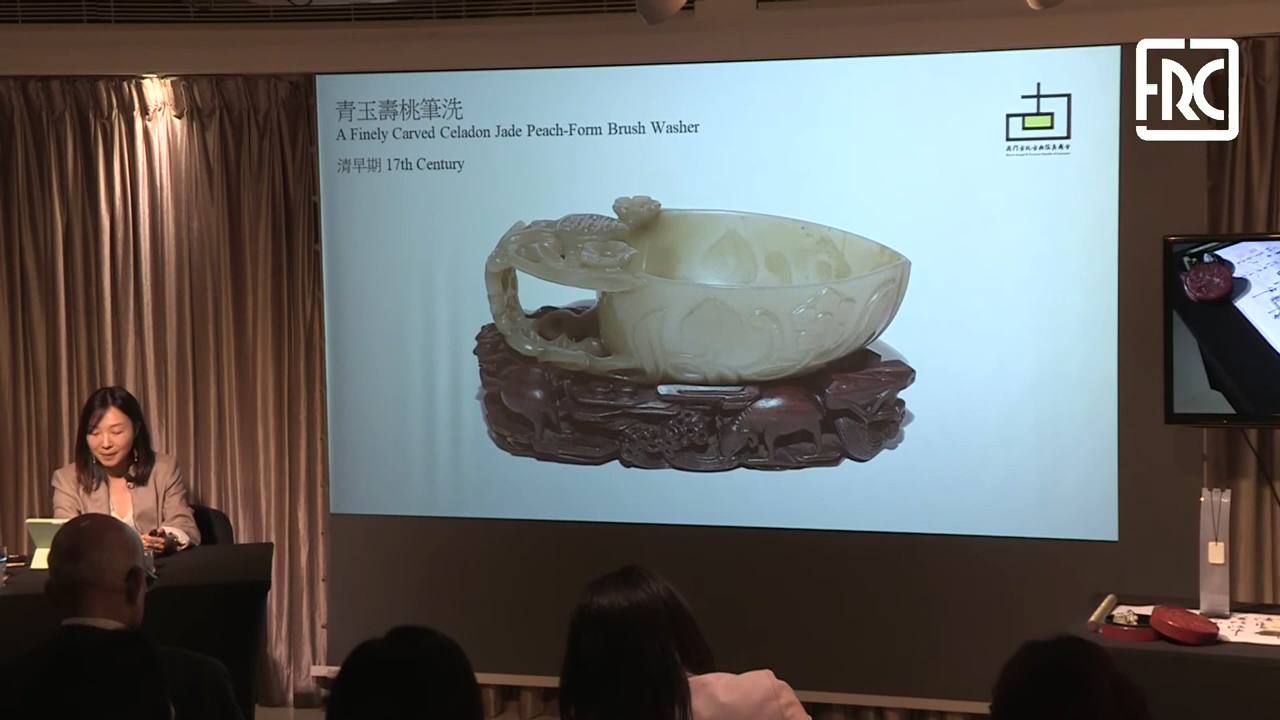 青玉壽桃筆洗
A Finely Carved Celadon Jade Peach-Form Brush Washer
清早期 17th Century
FRC